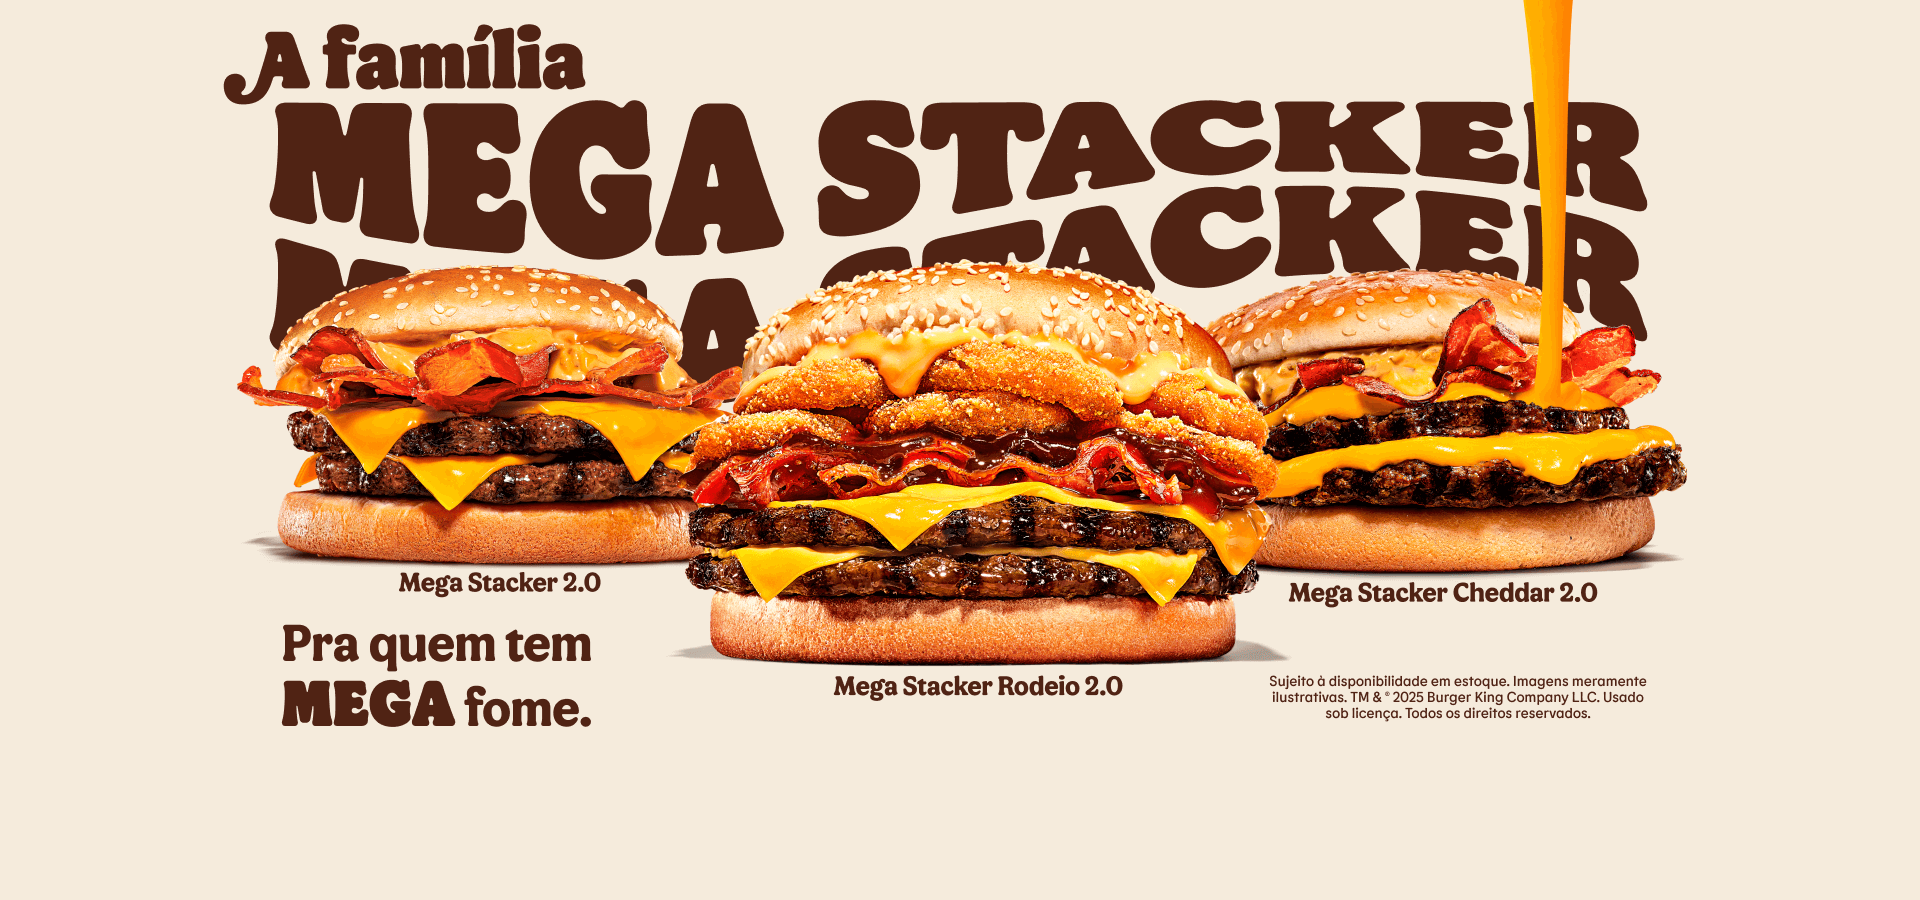 A família
MEGA STACKER
MEGA STACKER
Mega Stacker 2.0
Mega Stacker Cheddar 2.0
Pra quem tem
MEGA fome.
Mega Stacker Rodeio 2.0
Sujeito à disponibilidade em estoque. Imagens meramente
ilustrativas. TM & ® 2025 Burger King Company LLC. Usado
sob licença. Todos os direitos reservados.